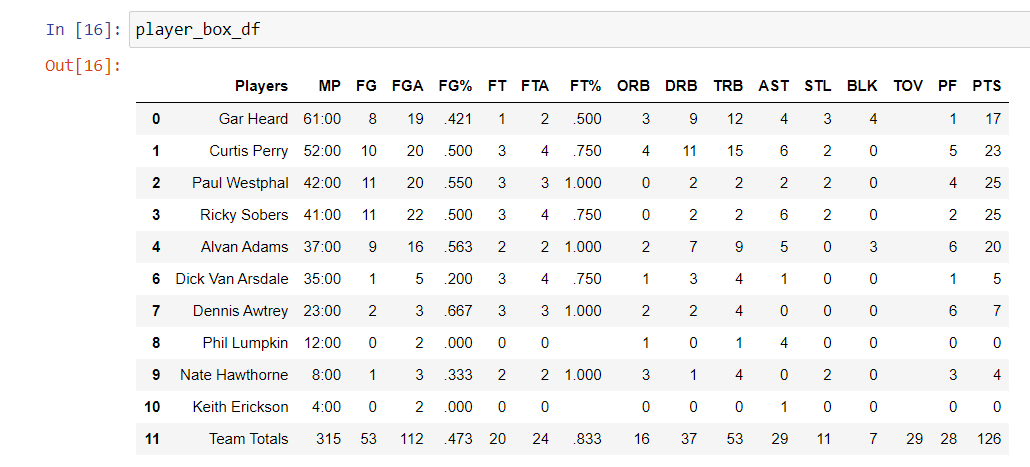 In [16]: player_box_df
Out[16]:
Players MP FG FGA FG% FT FTA FT% ORB DRB TRB AST STL BLK TOV PF PTS
0 Gar Heard 61:00 8 19 .421 1 2 .500 3 9 12 4 3 4 1 17
1 Curtis Perry 52:00 10 20 .500 3 4 .750 4 11 15 6 2 0 5 23
2 Paul Westphal 42:00 11 20 .550 3 3 1.000 0 2 2 2 2 0 4 25
3 Ricky Sobers 41:00 11 22 .500 3 4 .750 0 2 2 6 2 0 2 25
4 Alvan Adams 37:00 9 16 .563 2 2 1.000 2 7 9 5 0 3 6 20
6 Dick Van Arsdale 35:00 1 5 .200 3 4 .750 1 3 4 1 0 0 1 5
7 Dennis Awtrey 23:00 2 3 .667 3 3 1.000 2 2 4 0 0 0 6 7
8 Phil Lumpkin 12:00 0 2 .000 0 0 1 0 1 4 0 0 0 0
9 Nate Hawthorne 8:00 1 3 .333 2 2 1.000 3 1 4 0 2 0 3 4
10 Keith Erickson 4:00 0 2 .000 0 0 0 0 0 1 0 0 0 0
11 Team Totals 315 53 112 .473 20 24 .833 16 37 53 29 11 7 29 28 126